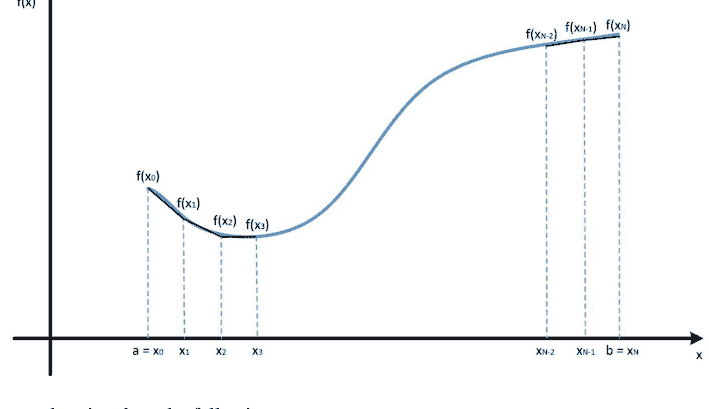 f(x)
f(xN-2) f(xN-1) f(xN)
f(x0)
f(x1)
f(x2) f(x3)
a = x0 x1 x2 x3 xN-2 xN-1 b = xN
x